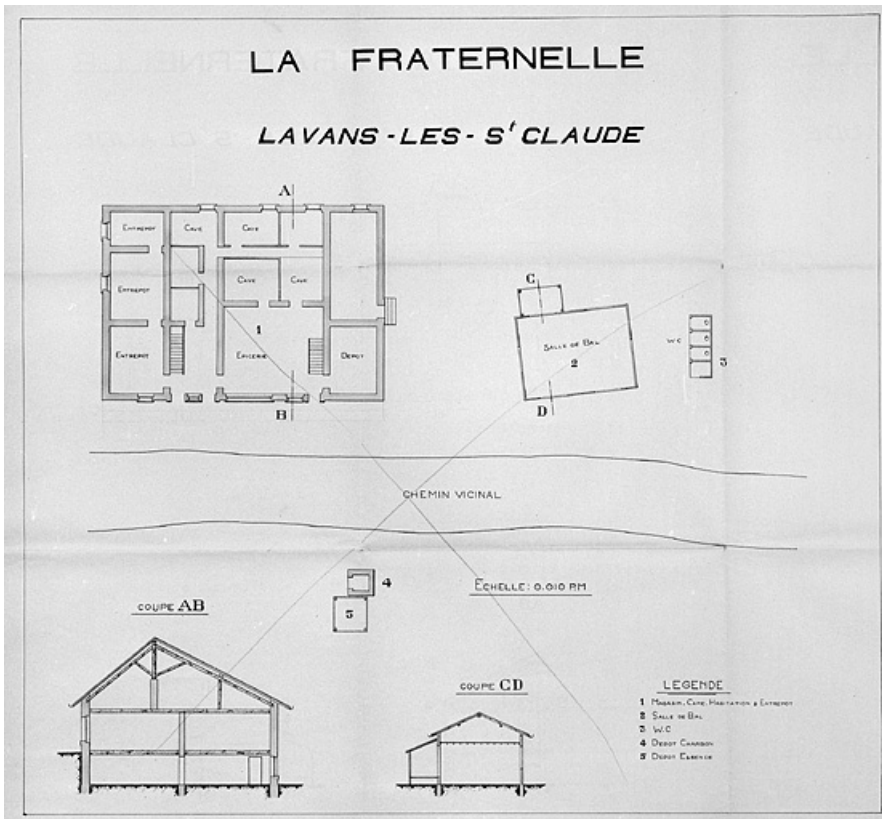 LA FRATERNELLE
LAVANS-LES-St CLAUDE
A
ENTREPOT
CAVE
CAVE
ENTREPOT
CAVE
CAVE
1
ENTREPOT
EPICERIE
DEPOT
B
C
SALLE DE BAL
2
D
W C
3
CHEMIN VICINAL
4
5
ECHELLE: 0.010 P.M
COUPE AB
COUPE CD
LEGENDE
1 MAGASIN, CAVE, HABITATION & ENTREPOT
2 SALLE DE BAL
3 W.C
4 DEPOT CHARBON
5 DEPOT ESSENCE